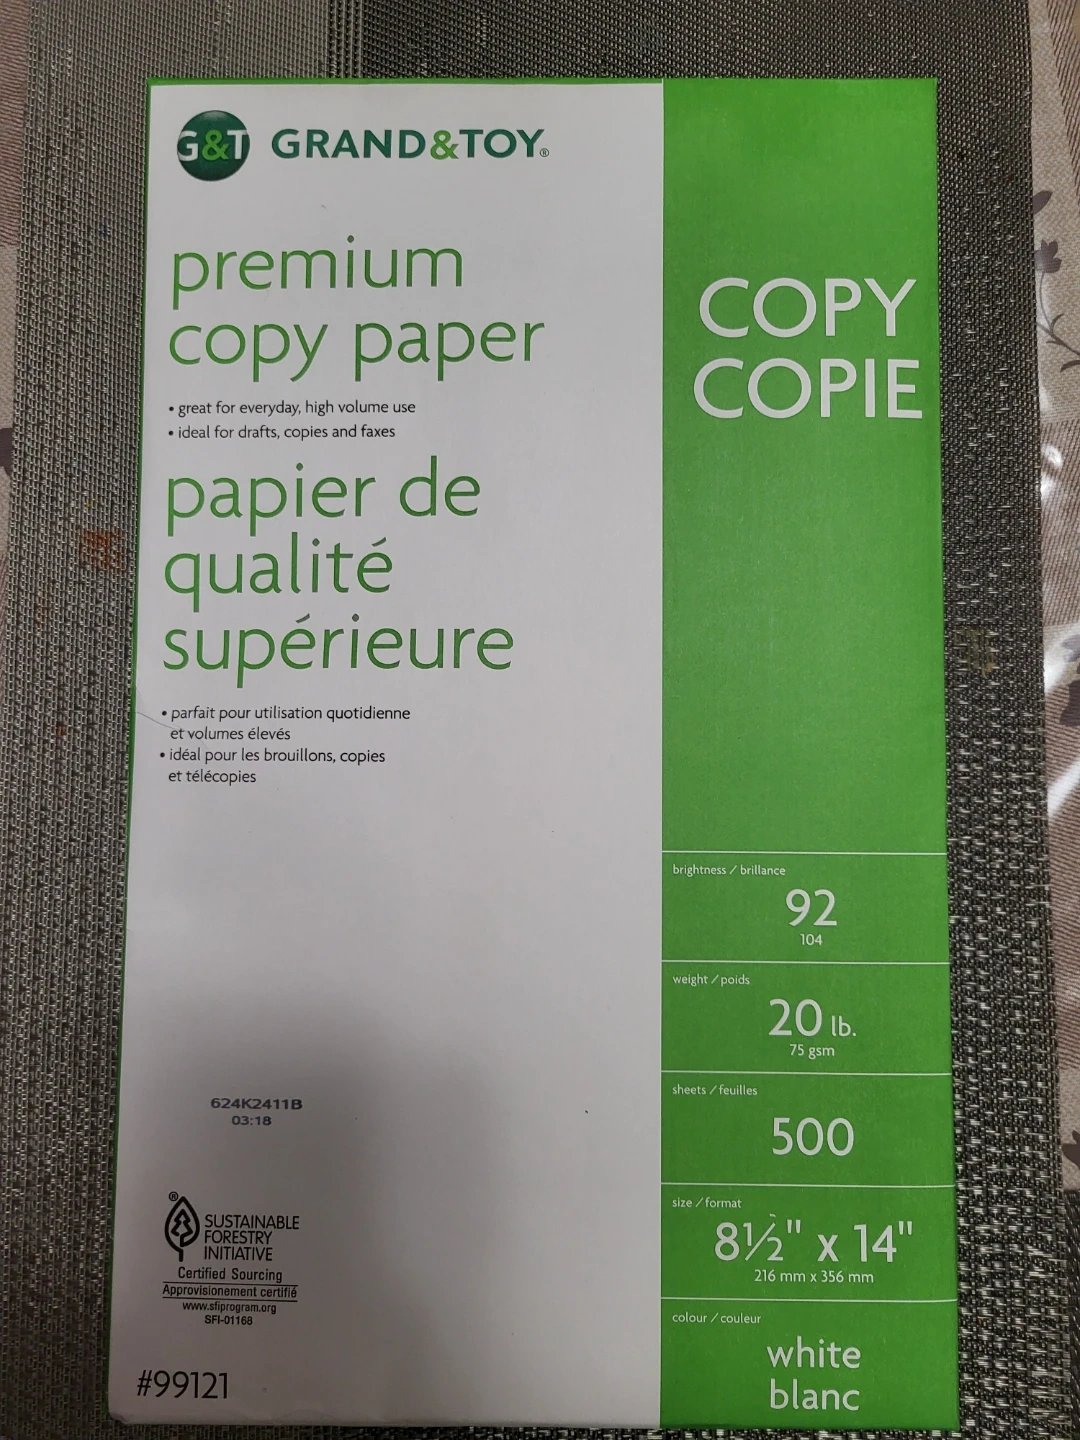 G&T GRAND&TOY®
premium
copy paper
• great for everyday, high volume use
• ideal for drafts, copies and faxes
papier de
qualité
supérieure
• parfait pour utilisation quotidienne
et volumes élevés
• idéal pour les brouillons, copies
et télécopies
624K2411B
03:18
®
SUSTAINABLE
FORESTRY
INITIATIVE
Certified Sourcing
Approvisionement certifié
www.sfiprogram.org
SFI-01168
#99121
COPY
COPIE
brightness / brillance
92
104
weight / poids
20 lb.
75 gsm
sheets / feuilles
500
size / format
8½" x 14"
216 mm x 356 mm
colour / couleur
white
blanc